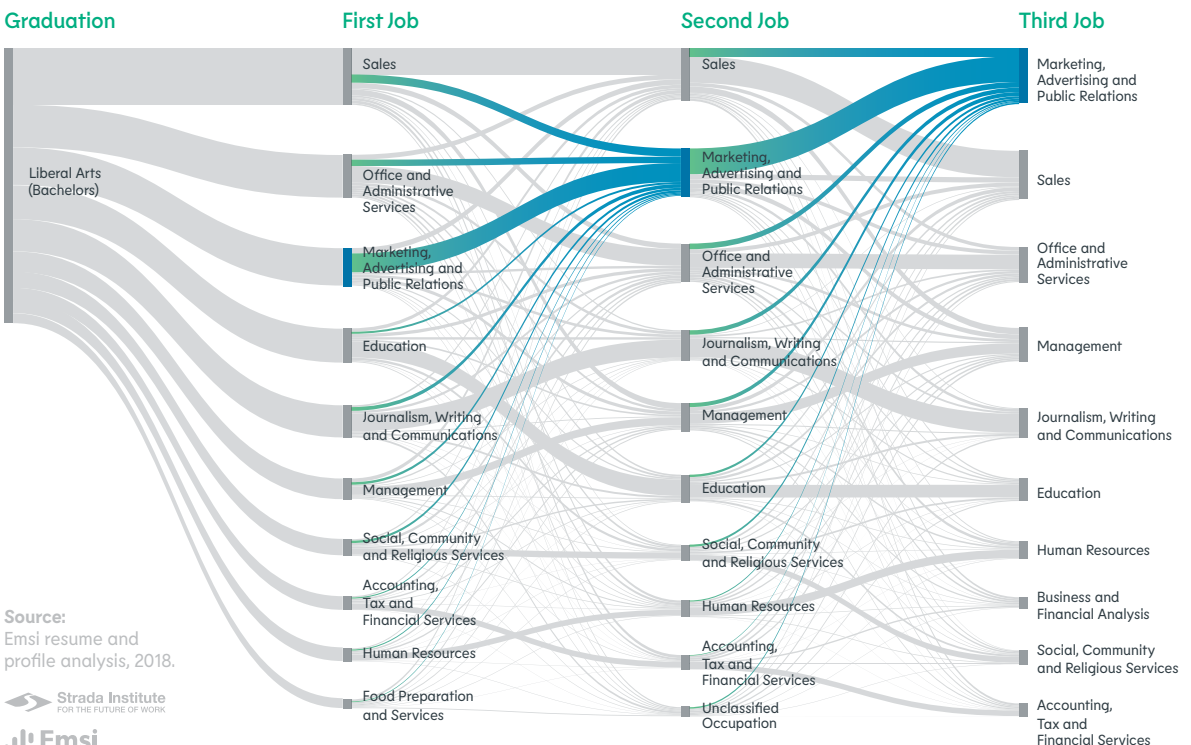 Graduation
First Job
Second Job
Third Job
Liberal Arts
(Bachelors)
Sales
Office and
Administrative
Services
Marketing,
Advertising and
Public Relations
Education
Journalism, Writing
and Communications
Management
Social, Community
and Religious Services
Accounting,
Tax and
Financial Services
Human Resources
Food Preparation
and Services
Sales
Marketing,
Advertising and
Public Relations
Office and
Administrative
Services
Journalism, Writing
and Communications
Management
Education
Social, Community
and Religious Services
Human Resources
Accounting,
Tax and
Financial Services
Unclassified
Occupation
Marketing,
Advertising and
Public Relations
Sales
Office and
Administrative
Services
Management
Journalism, Writing
and Communications
Education
Human Resources
Business and
Financial Analysis
Social, Community
and Religious Services
Accounting,
Tax and
Financial Services
Source:
Emsi resume and
profile analysis, 2018.
Strada Institute
FOR THE FUTURE OF WORK
Emsi